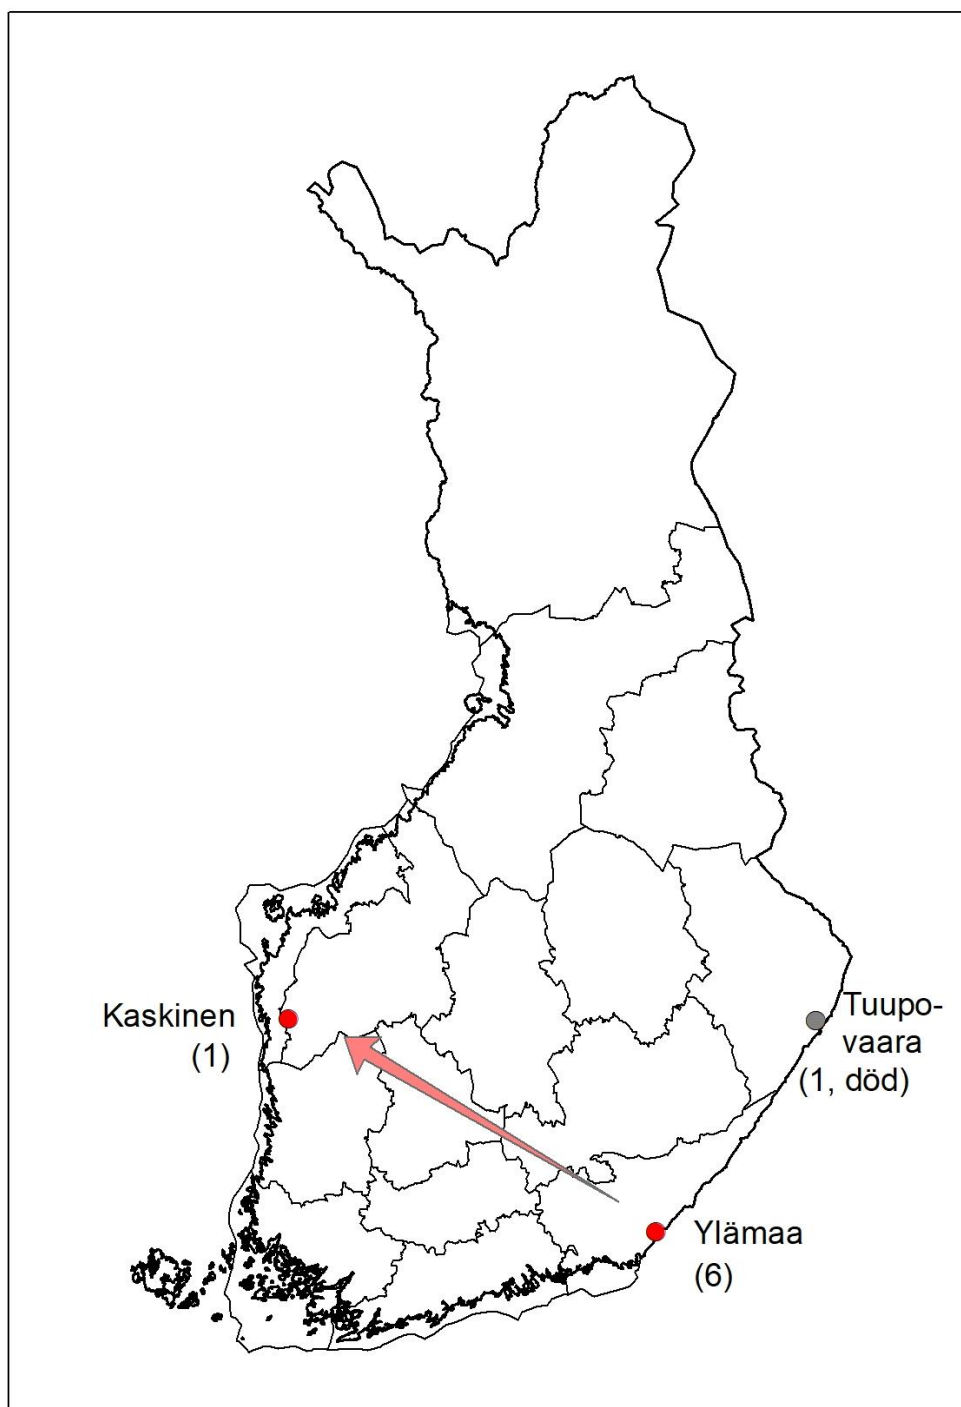 Kaskinen
(1)
Tuupo-
vaara
(1, död)
Ylämaa
(6)